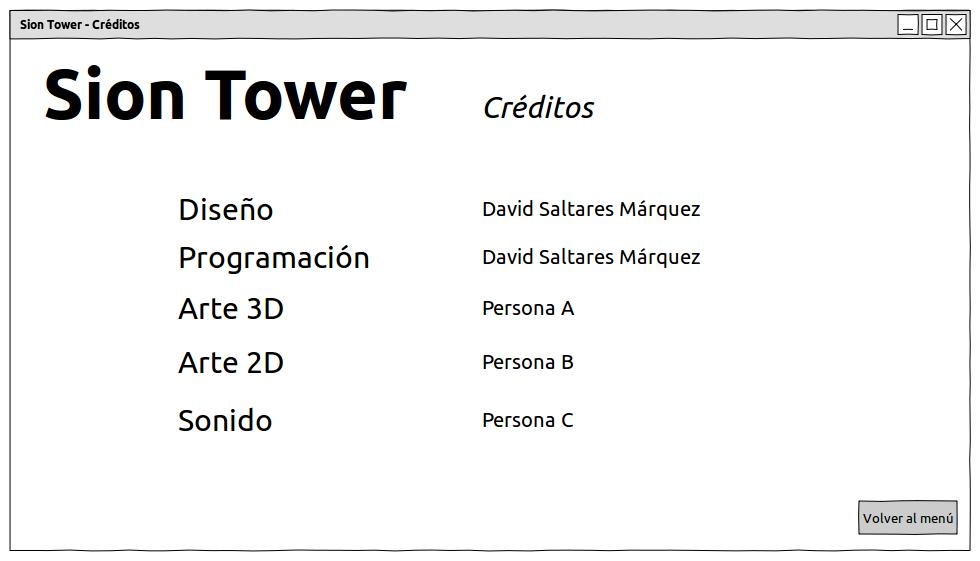 Sion Tower - Créditos
Sion Tower Créditos
Diseño David Saltares Márquez
Programación David Saltares Márquez
Arte 3D Persona A
Arte 2D Persona B
Sonido Persona C
Volver al menú